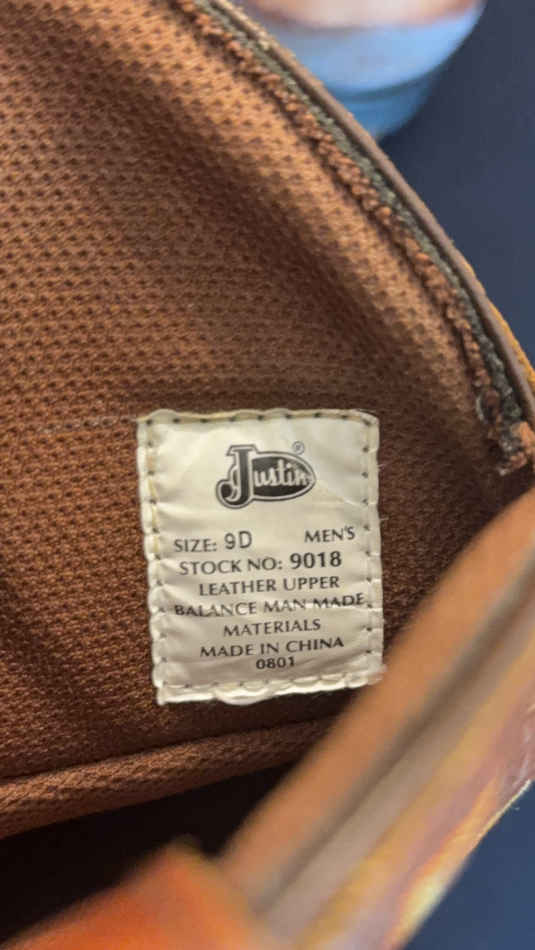 Justin®
SIZE: 9D MEN'S
STOCK NO: 9018
LEATHER UPPER
BALANCE MAN MADE
MATERIALS
MADE IN CHINA
0801